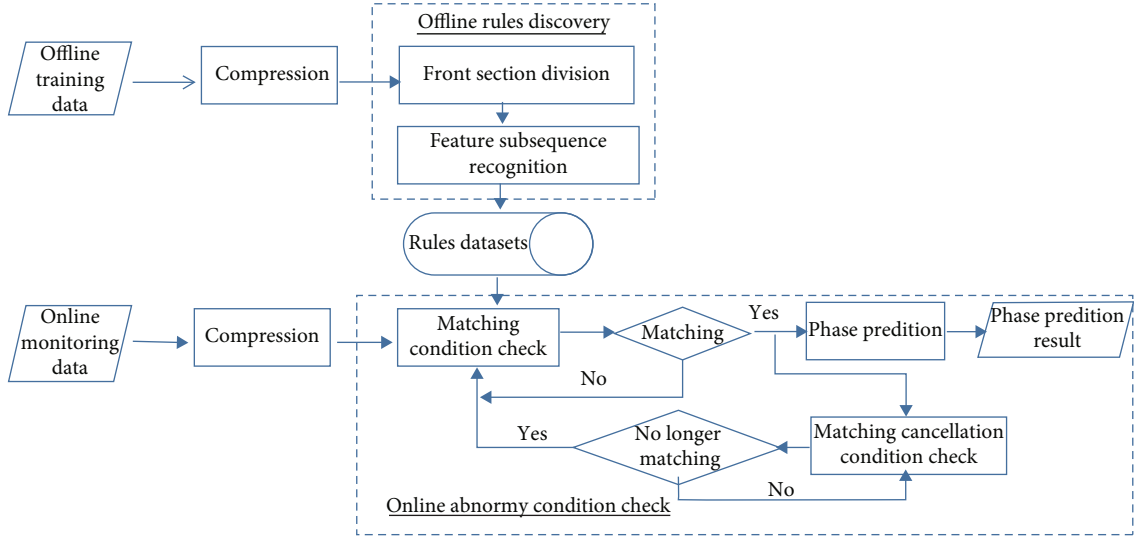 Offline rules discovery
Offline
training
data
Compression
Front section division
Feature subsequence
recognition
Rules datasets
Online
monitoring
data
Compression
Matching
condition check
Matching
Yes
Phase predition
Phase predition
result
No
Yes
No longer
matching
Matching cancellation
condition check
No
Online abnormy condition check